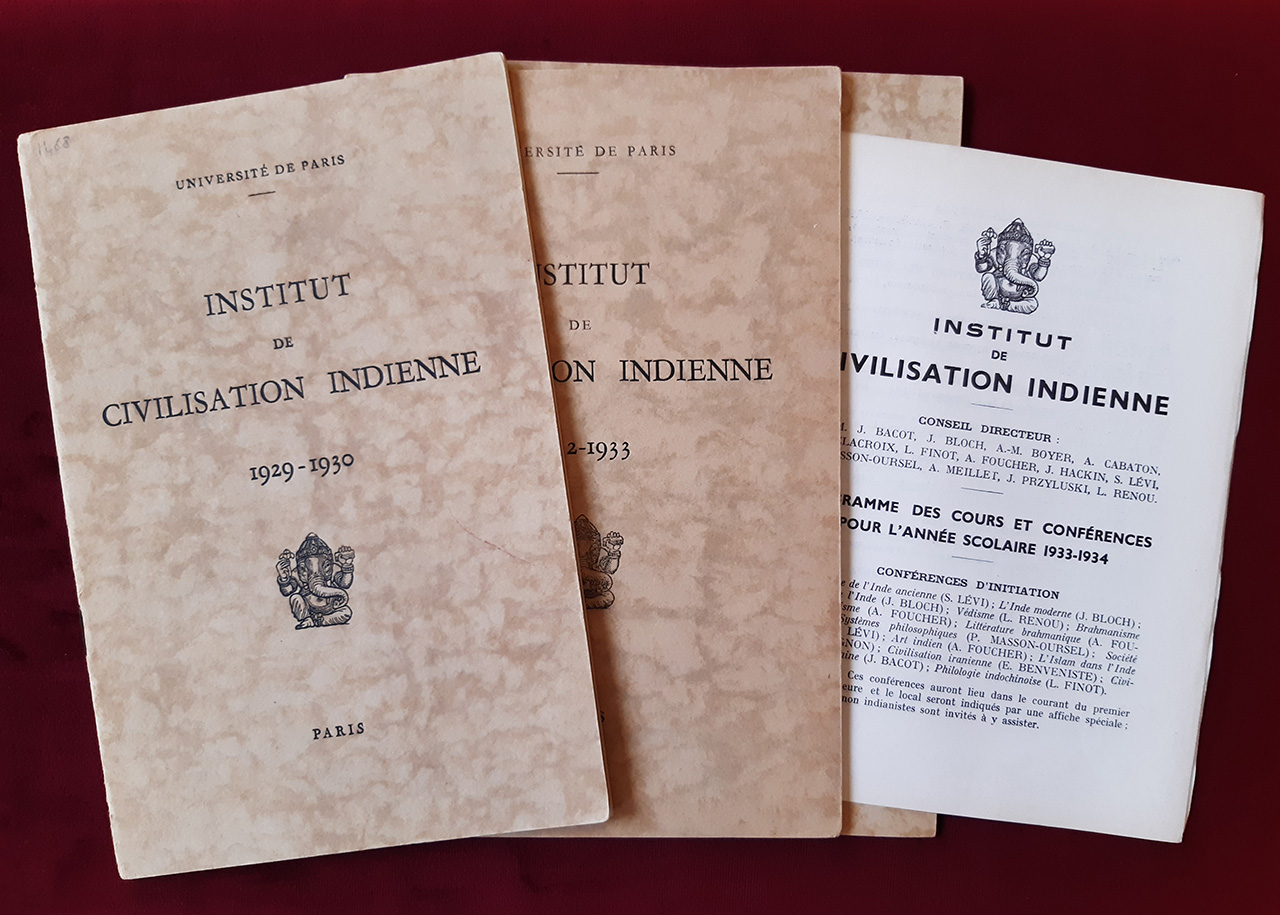 1468
UNIVERSITÉ DE PARIS
INSTITUT
DE
CIVILISATION INDIENNE
1929-1930
PARIS
ERSITÉ DE PARIS
NSTITUT
DE
ON INDIENNE
2-1933
S
INSTITUT
DE
IVILISATION INDIENNE
CONSEIL DIRECTEUR :
M. J. BACOT, J. BLOCH, A.-M. BOYER, A. CABATON,
ELACROIX, L. FINOT, A. FOUCHER, J. HACKIN, S. LÉVI,
SSON-OURSEL, A. MEILLET, J. PRZYLUSKI, L. RENOU.
RAMME DES COURS ET CONFÉRENCES
POUR L'ANNÉE SCOLAIRE 1933-1934
CONFÉRENCES D'INITIATION
e de l'Inde ancienne (S. LÉVI) ; L'Inde moderne (J. BLOCH) ;
e l'Inde (J. BLOCH) ; Védisme (L. RENOU) ; Brahmanisme
isme (A. FOUCHER) ; Littérature brahmanique (A. FOU-
Systèmes philosophiques (P. MASSON-OURSEL) ; Société
LÉVI) ; Art indien (A. FOUCHER) ; L'Islam dans l'Inde
GNON) ; Civilisation iranienne (E. BENVENISTE) ; Civi-
aine (J. BACOT) ; Philologie indochinoise (L. FINOT).
Ces conférences auront lieu dans le courant du premier
eure et le local seront indiqués par une affiche spéciale ;
non indianistes sont invités à y assister.